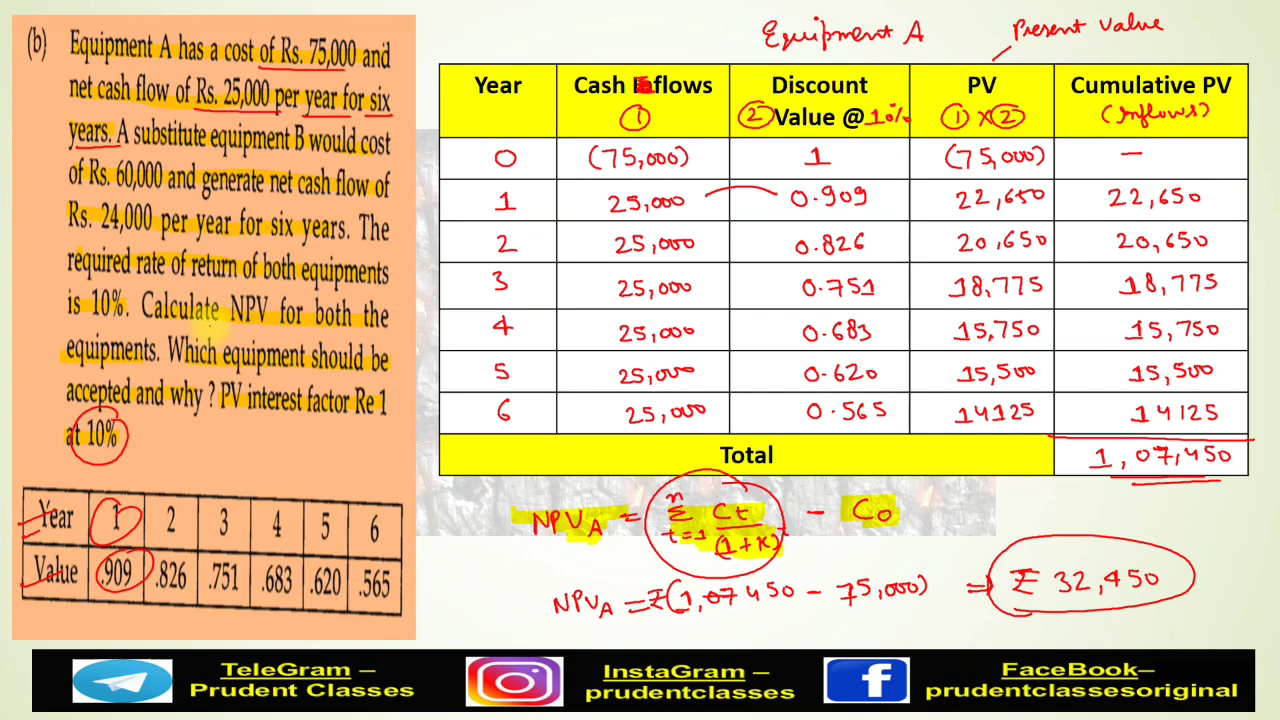 (b) Equipment A has a cost of Rs. 75,000 and
net cash flow of Rs. 25,000 per year for six
years. A substitute equipment B would cost
of Rs. 60,000 and generate net cash flow of
Rs. 24,000 per year for six years. The
required rate of return of both equipments
is 10%. Calculate NPV for both the
equipments. Which equipment should be
accepted and why ? PV interest factor Re 1
at 10%
Year 1 2 3 4 5 6
Value .909 .826 .751 .683 .620 .565
Equipment A
Present Value
Year Cash Inflows Discount PV Cumulative PV
① ② Value @ 10% ① X ② (Inflows)
0 (75,000) 1 (75,000) —
1 25,000 0.909 22,650 22,650
2 25,000 0.826 20,650 20,650
3 25,000 0.751 18,775 18,775
4 25,000 0.683 15,750 15,750
5 25,000 0.620 15,500 15,500
6 25,000 0.565 14125 14125
Total 1,07,450
NPVA = n Σ t=1 Ct/(1+K)t - Co
NPVA = ₹(1,07450 - 75,000) = ₹ 32,450
TeleGram –
Prudent Classes
InstaGram –
prudentclasses
FaceBook–
prudentclassesoriginal